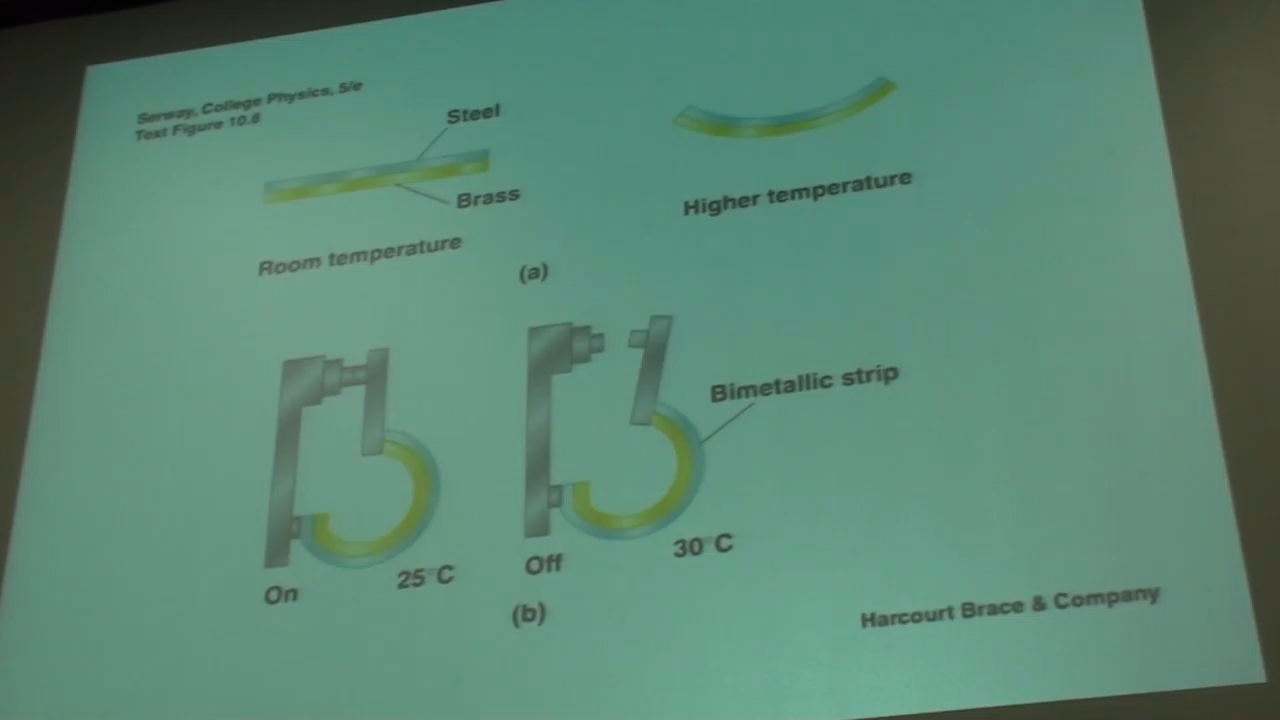 Serway, College Physics, 5/e
Text Figure 10.8
Steel
Brass
Room temperature
Higher temperature
(a)
Bimetallic strip
On
25°C
Off
30°C
(b)
Harcourt Brace & Company